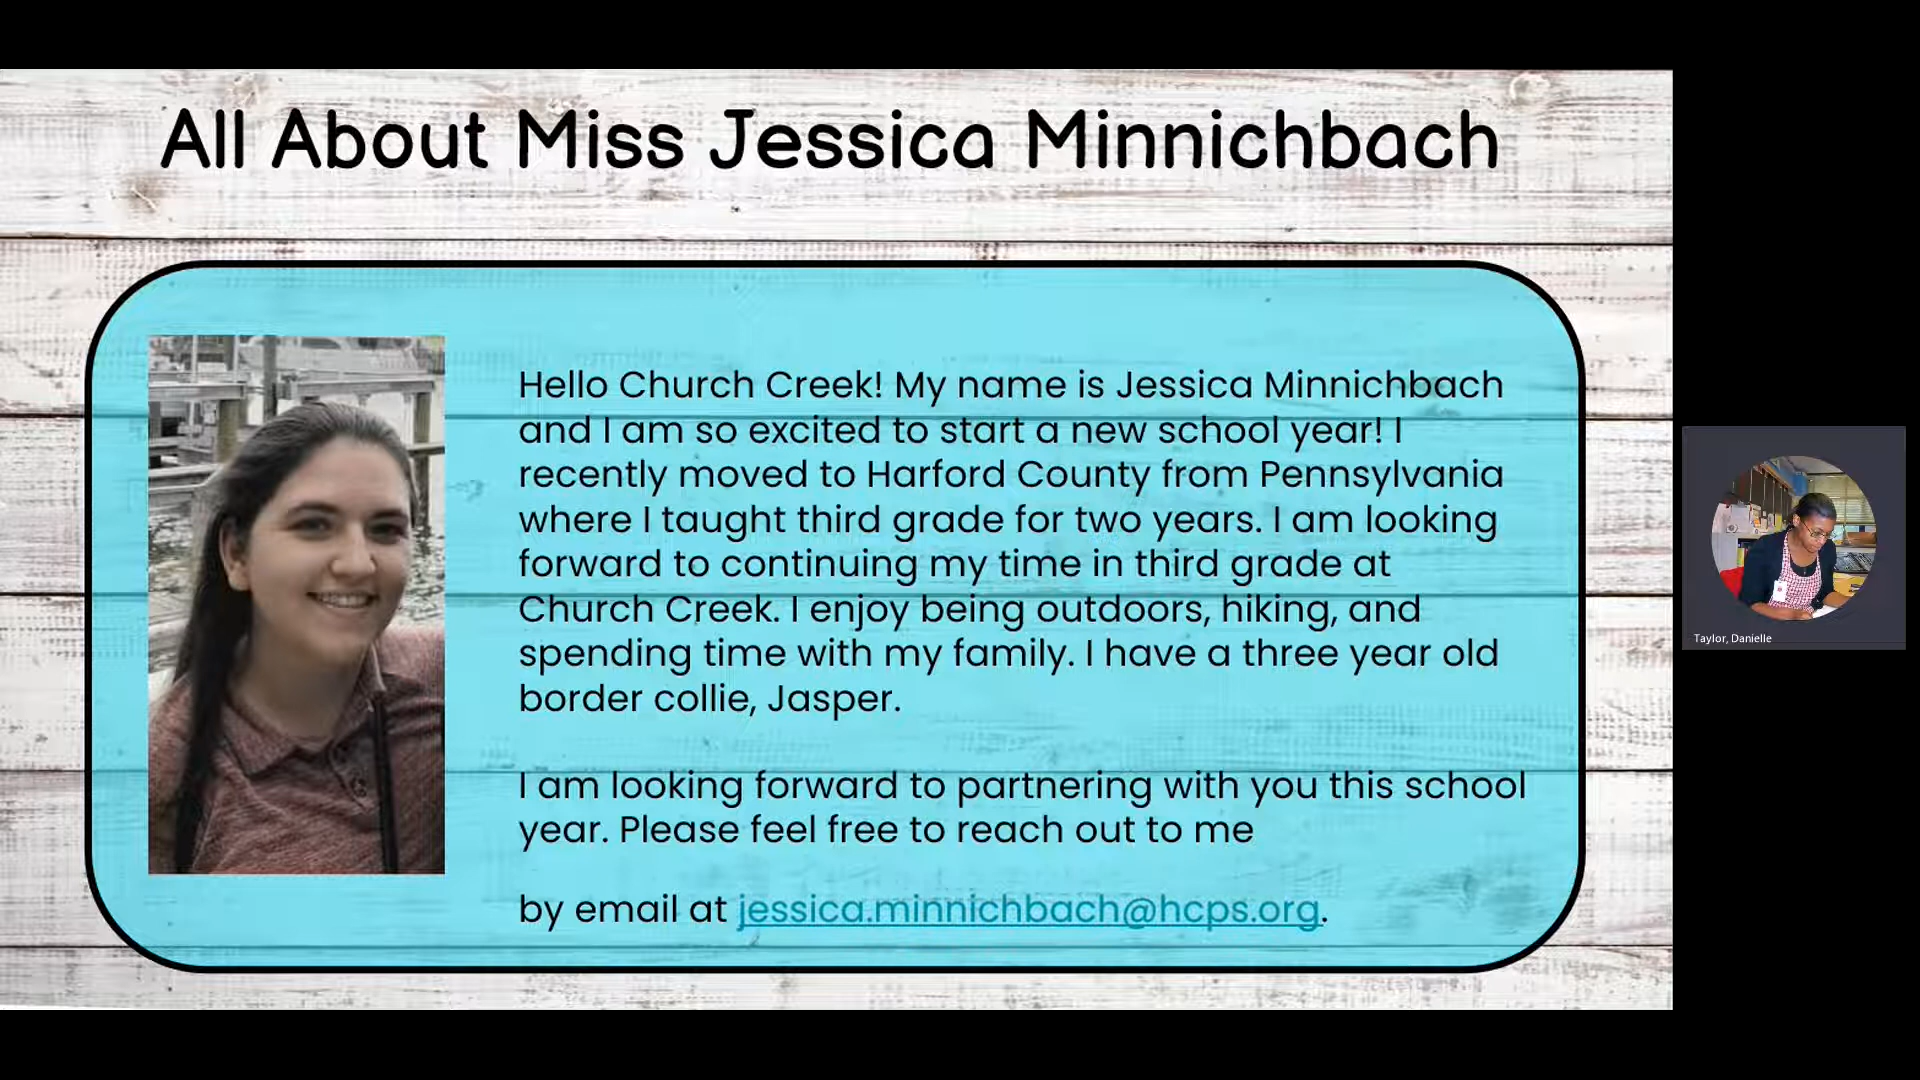 All About Miss Jessica Minnichbach
Hello Church Creek! My name is Jessica Minnichbach
and I am so excited to start a new school year! I
recently moved to Harford County from Pennsylvania
where I taught third grade for two years. I am looking
forward to continuing my time in third grade at
Church Creek. I enjoy being outdoors, hiking, and
spending time with my family. I have a three year old
border collie, Jasper.
I am looking forward to partnering with you this school
year. Please feel free to reach out to me
by email at jessica.minnichbach@hcps.org.
Taylor, Danielle